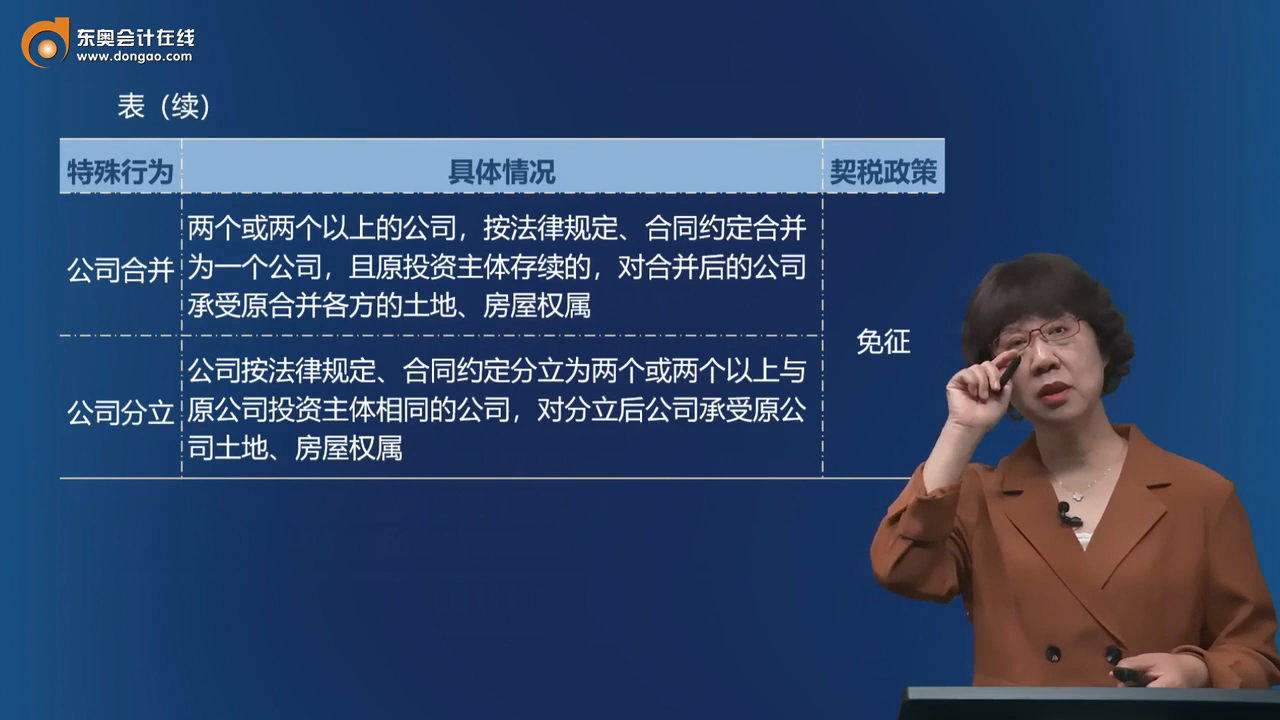 东奥会计在线
www.dongao.com
表（续）
特殊行为 具体情况 契税政策
公司合并
两个或两个以上的公司，按法律规定、合同约定合并
为一个公司，且原投资主体存续的，对合并后的公司
承受原合并各方的土地、房屋权属
免征
公司分立
公司按法律规定、合同约定分立为两个或两个以上与
原公司投资主体相同的公司，对分立后公司承受原公
司土地、房屋权属